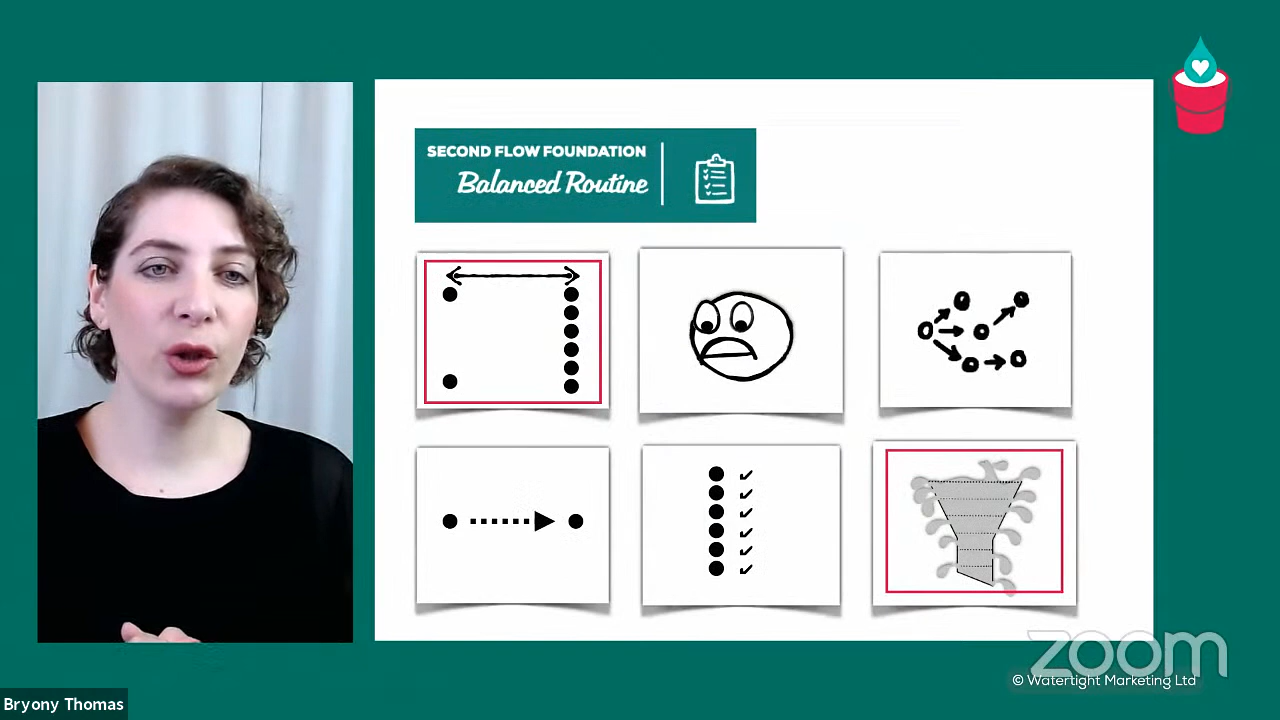 SECOND FLOW FOUNDATION
Balanced Routine
zoom
© Watertight Marketing Ltd
Bryony Thomas